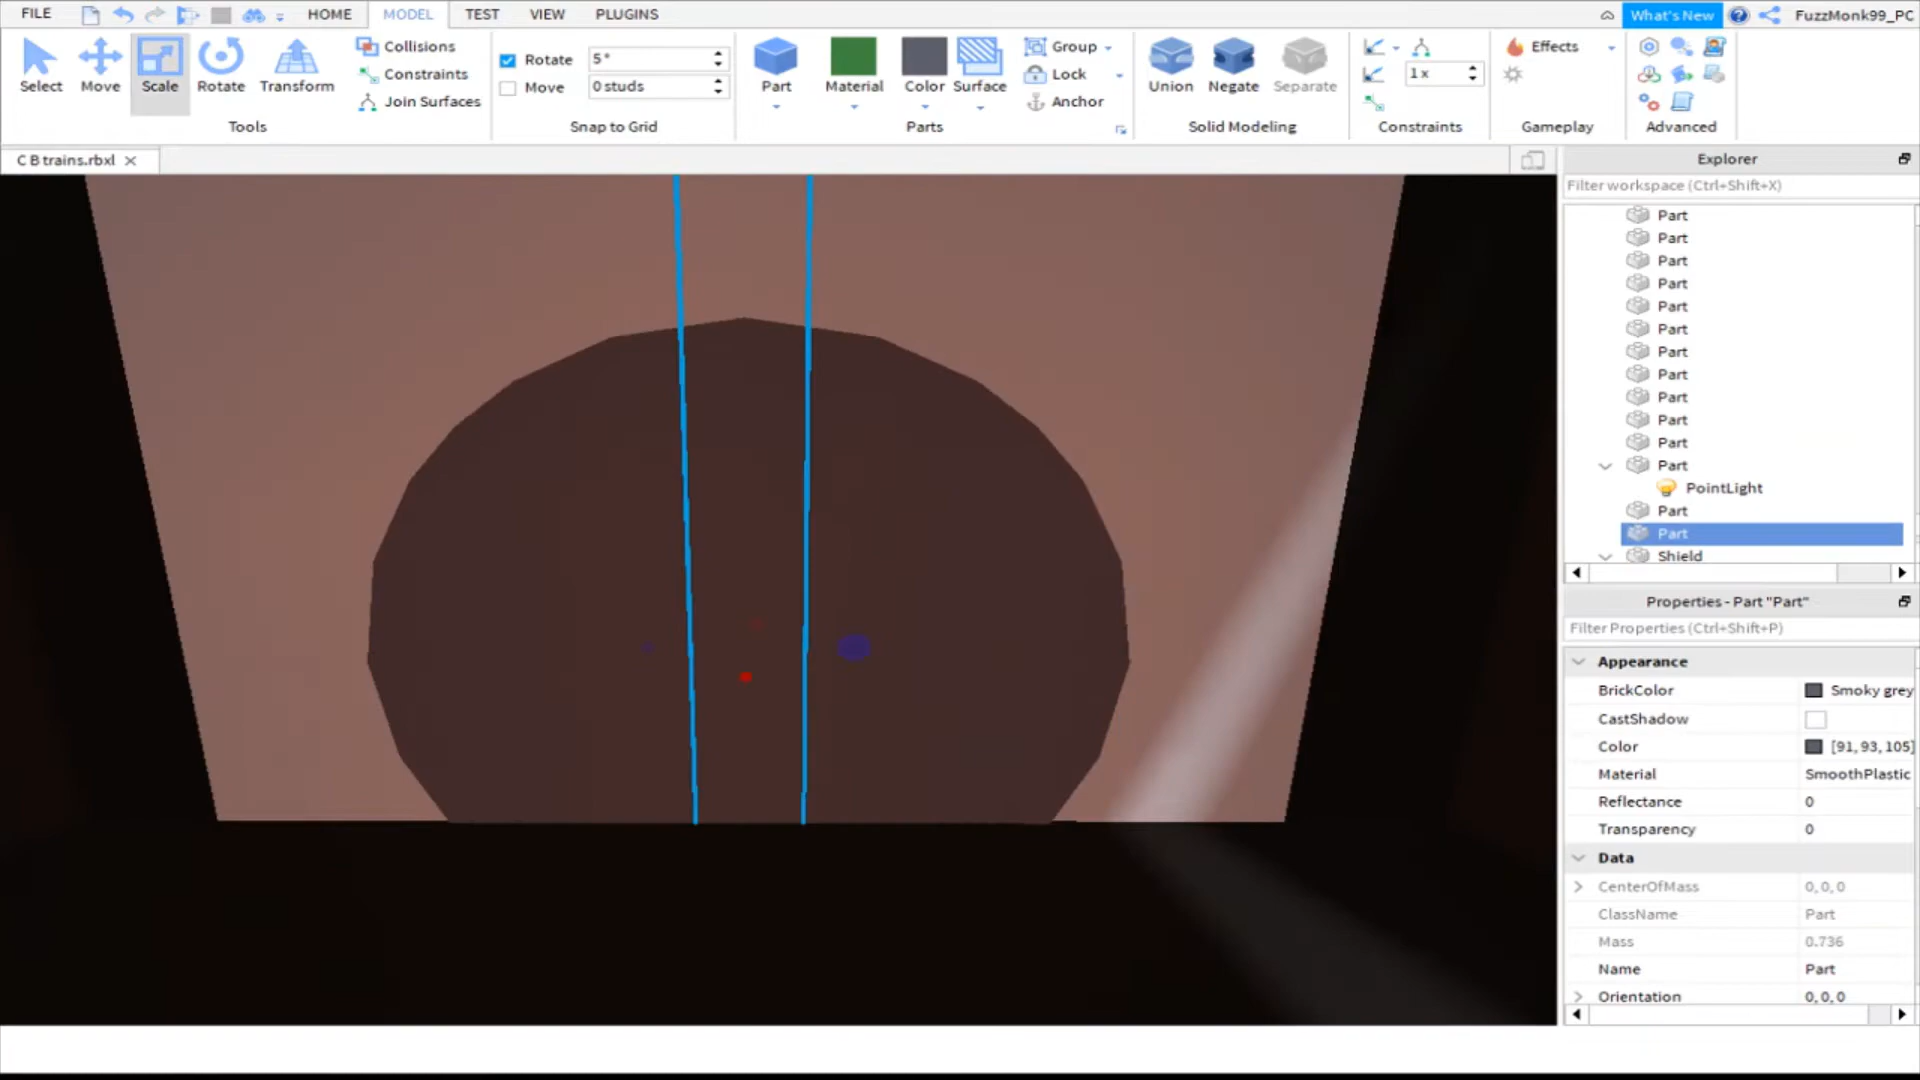 FILE HOME MODEL TEST VIEW PLUGINS What's New FuzzMonk99_PC
Select Move Scale Rotate Transform
Collisions
Constraints
Join Surfaces
Tools
Rotate 5°
Move 0 studs
Snap to Grid
Part Material Color Surface
Group
Lock
Anchor
Parts
Union Negate Separate
Solid Modeling
1 x
Constraints
Effects
Gameplay
Advanced
C B trains.rbxl
Explorer
Filter workspace (Ctrl+Shift+X)
Part
Part
Part
Part
Part
Part
Part
Part
Part
Part
Part
Part
PointLight
Part
Part
Shield
Properties - Part "Part"
Filter Properties (Ctrl+Shift+P)
Appearance
BrickColor Smoky grey
CastShadow
Color [91, 93, 105]
Material SmoothPlastic
Reflectance 0
Transparency 0
Data
CenterOfMass 0, 0, 0
ClassName Part
Mass 0.736
Name Part
Orientation 0, 0, 0